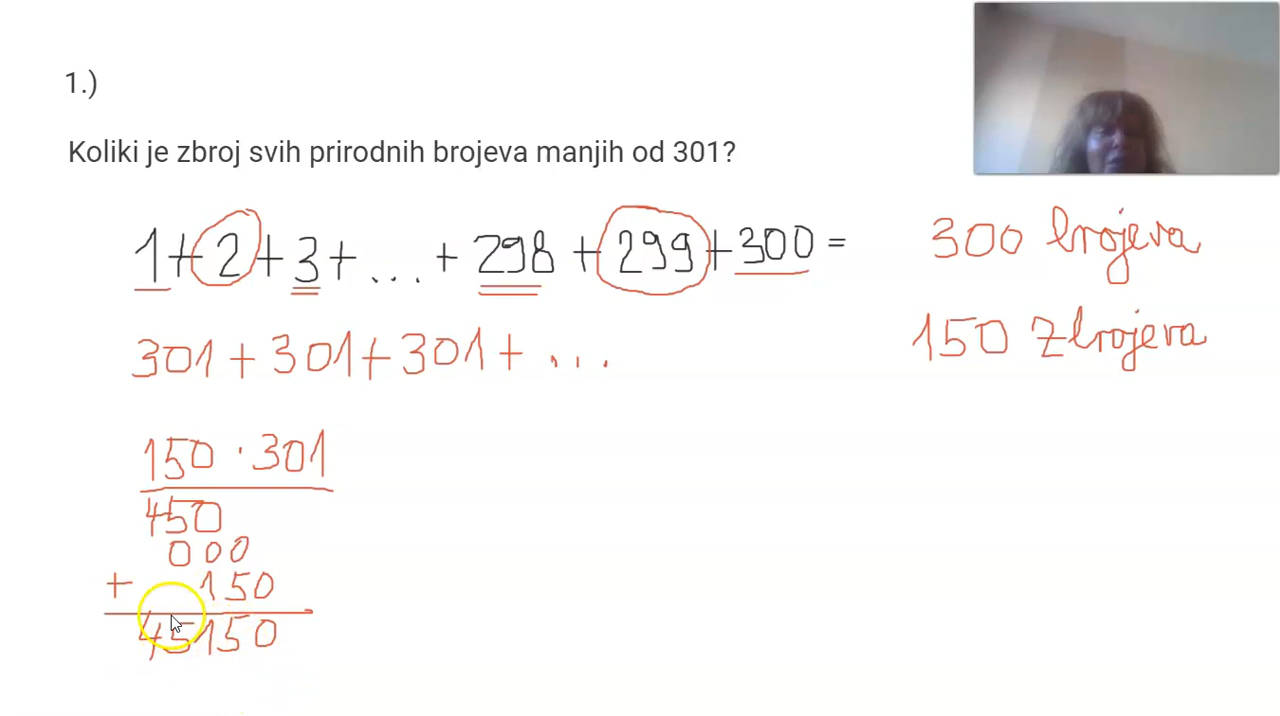 1.)
Koliki je zbroj svih prirodnih brojeva manjih od 301?
1+2+3+...+298+299+300=
300 brojeva
301+301+301+...
150 zbrojeva
150·301
450
000
+ 150
45150